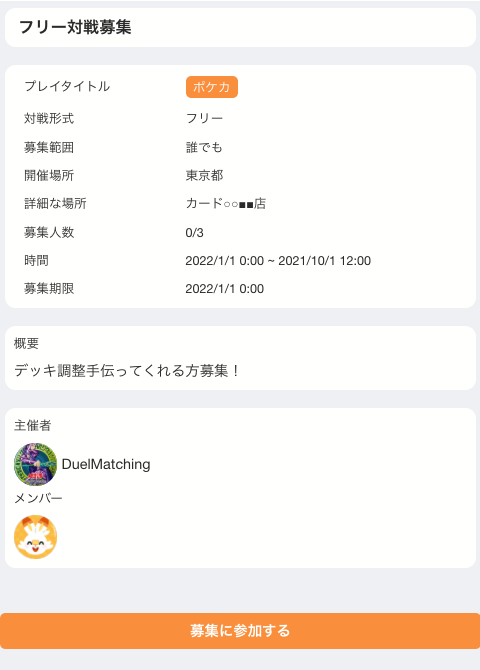 フリー対戦募集
プレイタイトル ポケカ
対戦形式 フリー
募集範囲 誰でも
開催場所 東京都
詳細な場所 カード○○■■店
募集人数 0/3
時間 2022/1/1 0:00 ~ 2021/10/1 12:00
募集期限 2022/1/1 0:00
概要
デッキ調整手伝ってくれる方募集！
主催者
DuelMatching
メンバー
募集に参加する